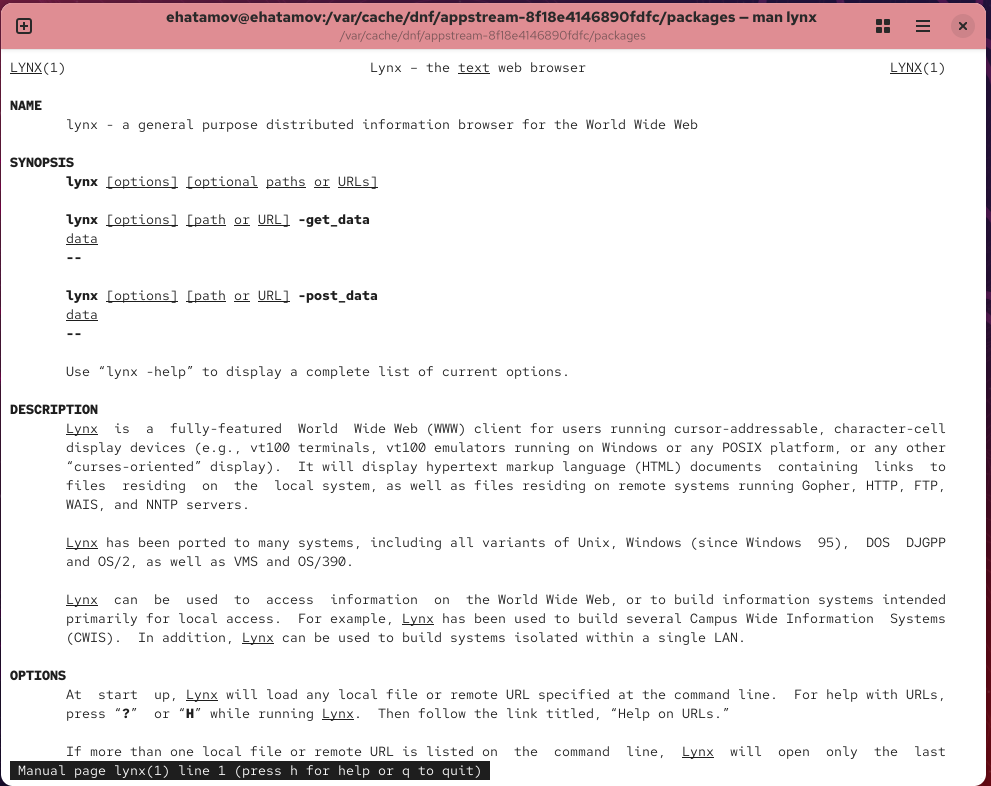 ehatamov@ehatamov:/var/cache/dnf/appstream-8f18e4146890fdfc/packages — man lynx
/var/cache/dnf/appstream-8f18e4146890fdfc/packages
LYNX(1) Lynx – the text web browser LYNX(1)
NAME
lynx - a general purpose distributed information browser for the World Wide Web
SYNOPSIS
lynx [options] [optional paths or URLs]
lynx [options] [path or URL] -get_data
data
--
lynx [options] [path or URL] -post_data
data
--
Use “lynx -help” to display a complete list of current options.
DESCRIPTION
Lynx is a fully-featured World Wide Web (WWW) client for users running cursor-addressable, character-cell
display devices (e.g., vt100 terminals, vt100 emulators running on Windows or any POSIX platform, or any other
“curses-oriented” display). It will display hypertext markup language (HTML) documents containing links to
files residing on the local system, as well as files residing on remote systems running Gopher, HTTP, FTP,
WAIS, and NNTP servers.
Lynx has been ported to many systems, including all variants of Unix, Windows (since Windows 95), DOS DJGPP
and OS/2, as well as VMS and OS/390.
Lynx can be used to access information on the World Wide Web, or to build information systems intended
primarily for local access. For example, Lynx has been used to build several Campus Wide Information Systems
(CWIS). In addition, Lynx can be used to build systems isolated within a single LAN.
OPTIONS
At start up, Lynx will load any local file or remote URL specified at the command line. For help with URLs,
press “?” or “H” while running Lynx. Then follow the link titled, “Help on URLs.”
If more than one local file or remote URL is listed on the command line, Lynx will open only the last
Manual page lynx(1) line 1 (press h for help or q to quit)